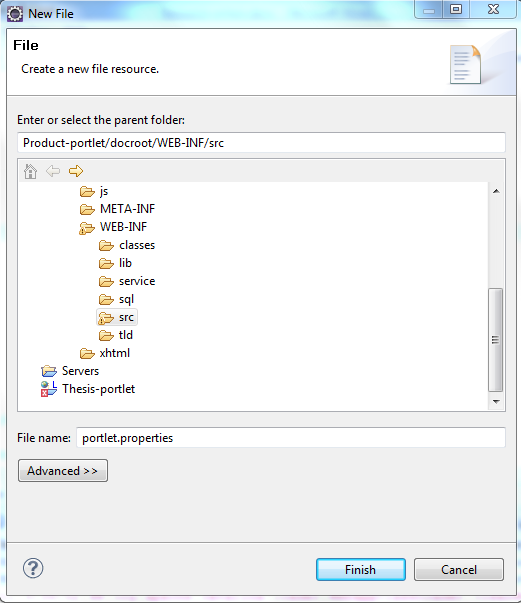 New File
File
Create a new file resource.
Enter or select the parent folder:
Product-portlet/docroot/WEB-INF/src
js
META-INF
WEB-INF
classes
lib
service
sql
src
tld
xhtml
Servers
Thesis-portlet
File name: portlet.properties
Advanced >>
? Finish Cancel